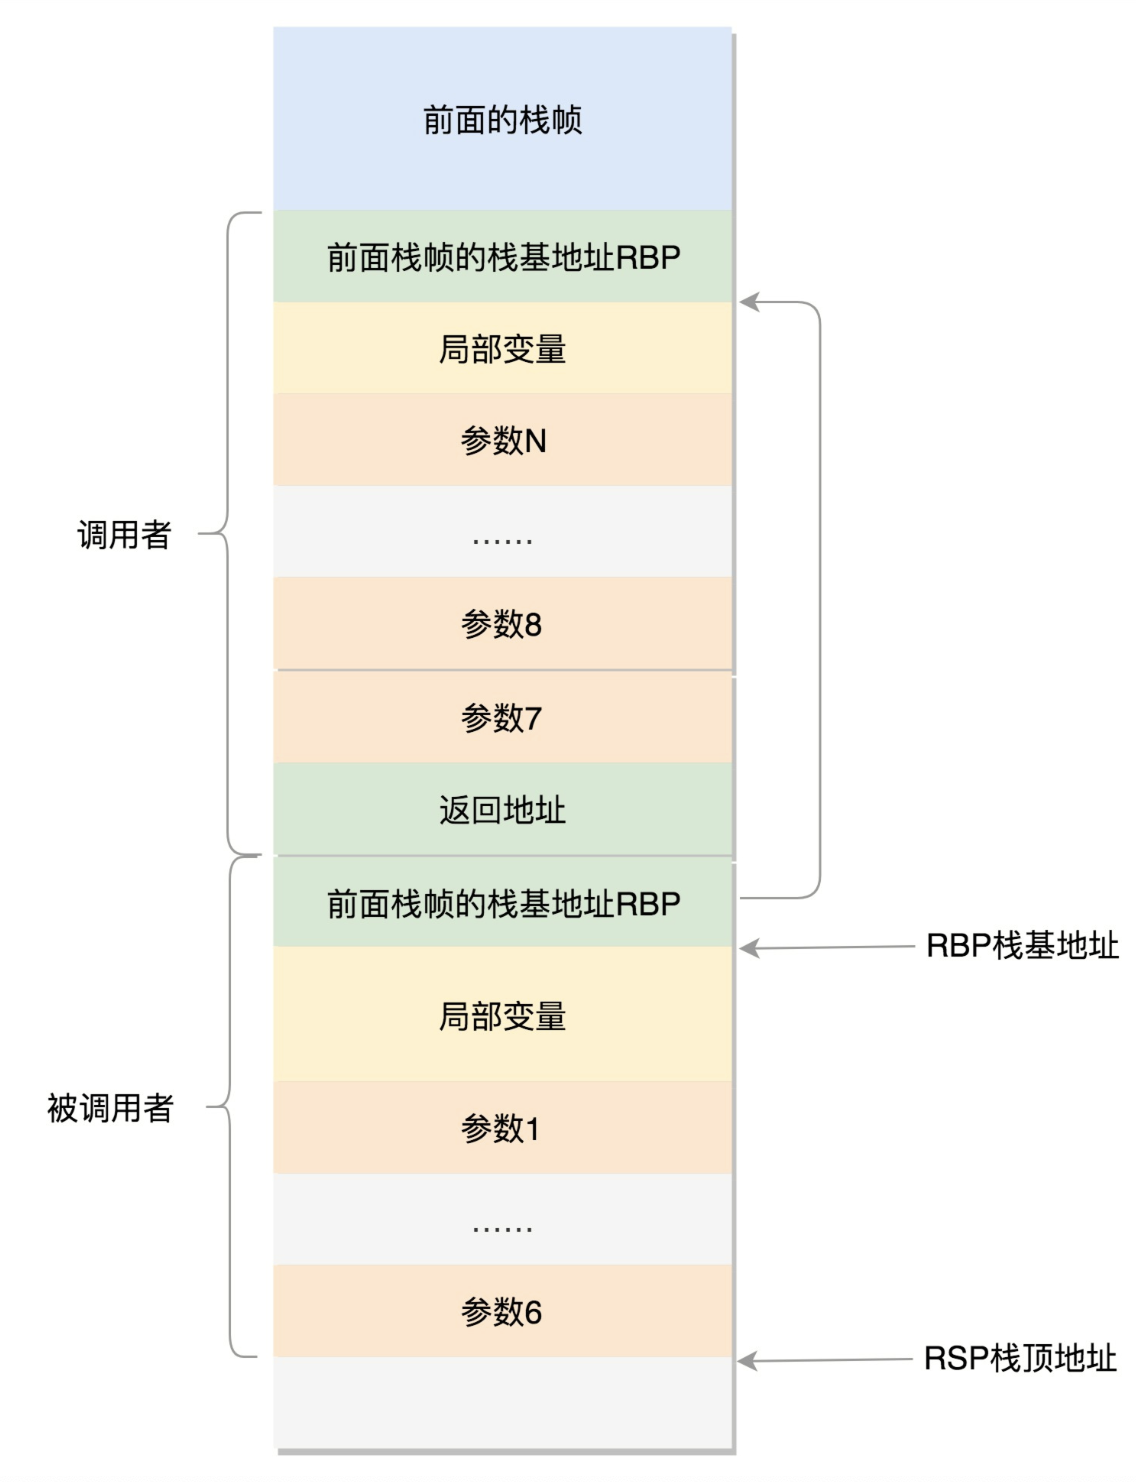 前面的栈帧
前面栈帧的栈基地址RBP
局部变量
参数N
……
调用者
参数8
参数7
返回地址
前面栈帧的栈基地址RBP
RBP栈基地址
局部变量
被调用者
参数1
……
参数6
RSP栈顶地址